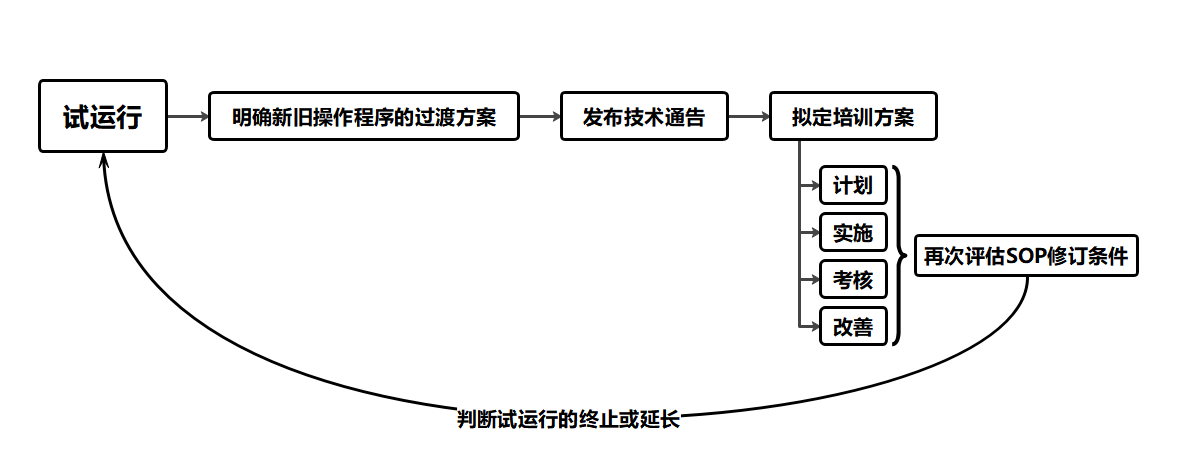 试运行
明确新旧操作程序的过渡方案
发布技术通告
拟定培训方案
计划
实施
考核
改善
再次评估SOP修订条件
判断试运行的终止或延长